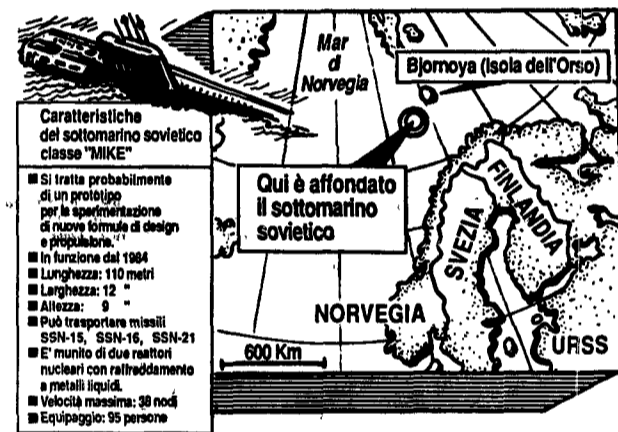 Mar
di
Norvegia
Bjornoya (Isola dell'Orso)
Caratteristiche
del sottomarino sovietico
classe "MIKE"
Si tratta probabilmente
di un prototipo
per la sperimentazione
di nuove formule di design
e propulsione.
In funzione dal 1984
Lunghezza: 110 metri
Larghezza: 12 "
Altezza: 9 "
Può trasportare missili
SSN-15, SSN-16, SSN-21
E' munito di due reattori
nucleari con raffreddamento
a metalli liquidi.
Velocità massima: 38 nodi
Equipaggio: 95 persone
Qui è affondato
il sottomarino
sovietico
FINLANDIA
SVEZIA
NORVEGIA
URSS
600 Km